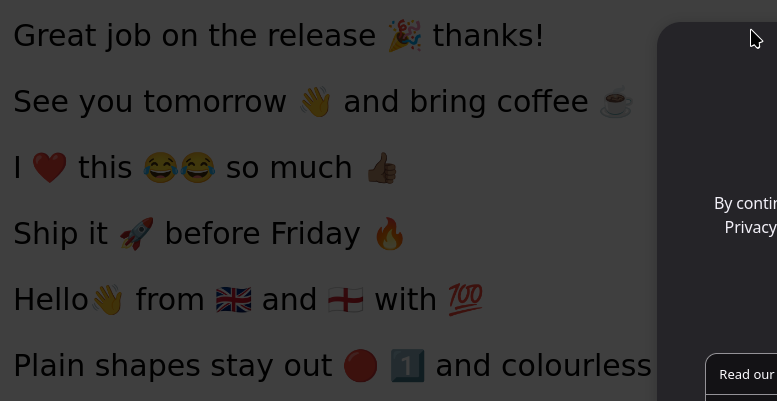 Great job on the release 🎉 thanks!
See you tomorrow 👋 and bring coffee ☕
I ❤️ this 😂😂 so much 👍🏾
Ship it 🚀 before Friday 🔥
Hello👋 from 🇬🇧 and 🏴󠁧󠁢󠁥󠁮󠁧󠁿 with 💯
Plain shapes stay out 🔴 1️⃣ and colourless
By
Privacy
Read our